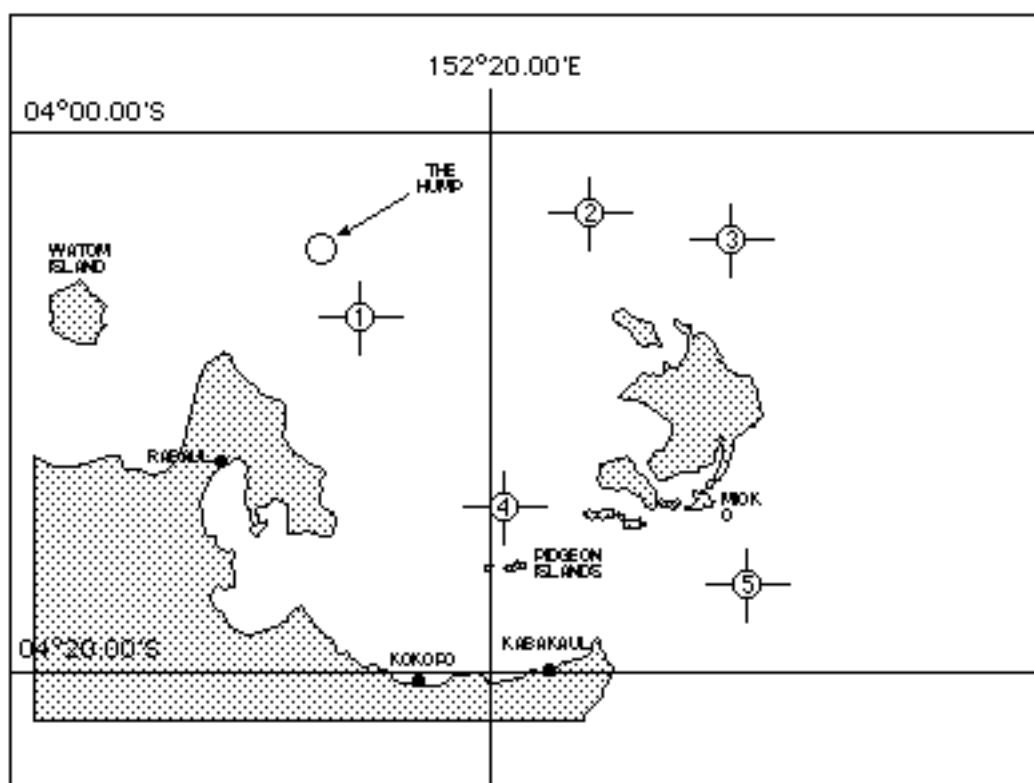 152°20.00'E
04°00.00'S
THE
HUMP
2
3
WATOM
ISLAND
1
RABAUL
4
MIOK
O
PIDGEON
ISLANDS
5
KABAKAUL
04°20.00'S
KOKOPO